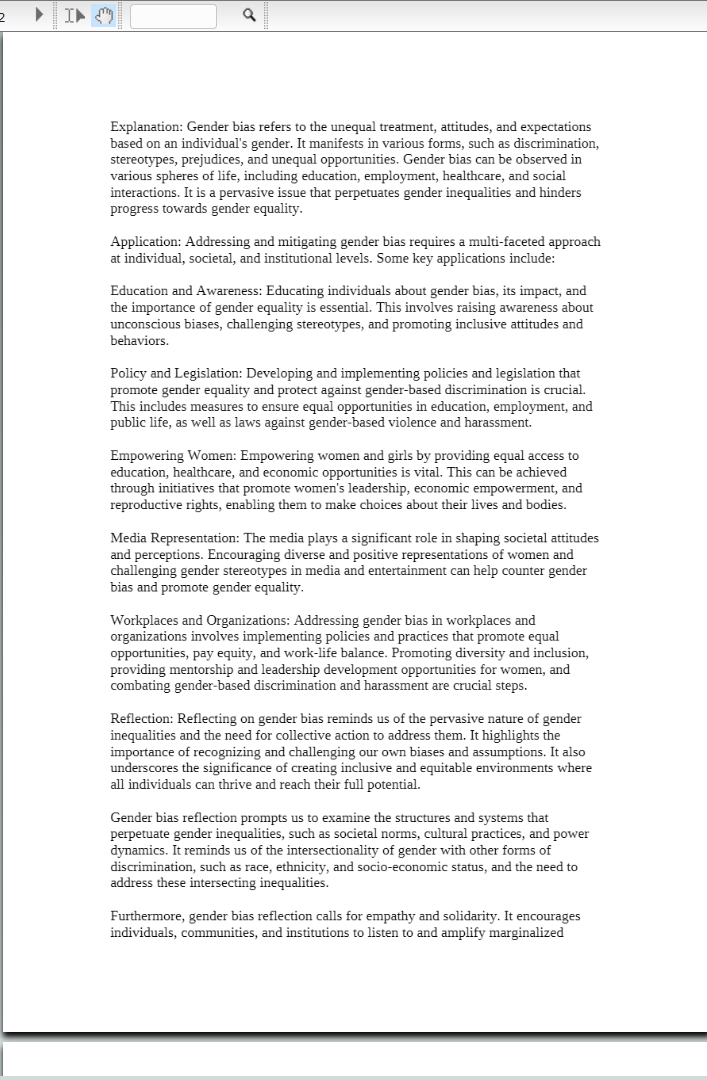 2
Explanation: Gender bias refers to the unequal treatment, attitudes, and expectations
based on an individual's gender. It manifests in various forms, such as discrimination,
stereotypes, prejudices, and unequal opportunities. Gender bias can be observed in
various spheres of life, including education, employment, healthcare, and social
interactions. It is a pervasive issue that perpetuates gender inequalities and hinders
progress towards gender equality.
Application: Addressing and mitigating gender bias requires a multi-faceted approach
at individual, societal, and institutional levels. Some key applications include:
Education and Awareness: Educating individuals about gender bias, its impact, and
the importance of gender equality is essential. This involves raising awareness about
unconscious biases, challenging stereotypes, and promoting inclusive attitudes and
behaviors.
Policy and Legislation: Developing and implementing policies and legislation that
promote gender equality and protect against gender-based discrimination is crucial.
This includes measures to ensure equal opportunities in education, employment, and
public life, as well as laws against gender-based violence and harassment.
Empowering Women: Empowering women and girls by providing equal access to
education, healthcare, and economic opportunities is vital. This can be achieved
through initiatives that promote women's leadership, economic empowerment, and
reproductive rights, enabling them to make choices about their lives and bodies.
Media Representation: The media plays a significant role in shaping societal attitudes
and perceptions. Encouraging diverse and positive representations of women and
challenging gender stereotypes in media and entertainment can help counter gender
bias and promote gender equality.
Workplaces and Organizations: Addressing gender bias in workplaces and
organizations involves implementing policies and practices that promote equal
opportunities, pay equity, and work-life balance. Promoting diversity and inclusion,
providing mentorship and leadership development opportunities for women, and
combating gender-based discrimination and harassment are crucial steps.
Reflection: Reflecting on gender bias reminds us of the pervasive nature of gender
inequalities and the need for collective action to address them. It highlights the
importance of recognizing and challenging our own biases and assumptions. It also
underscores the significance of creating inclusive and equitable environments where
all individuals can thrive and reach their full potential.
Gender bias reflection prompts us to examine the structures and systems that
perpetuate gender inequalities, such as societal norms, cultural practices, and power
dynamics. It reminds us of the intersectionality of gender with other forms of
discrimination, such as race, ethnicity, and socio-economic status, and the need to
address these intersecting inequalities.
Furthermore, gender bias reflection calls for empathy and solidarity. It encourages
individuals, communities, and institutions to listen to and amplify marginalized